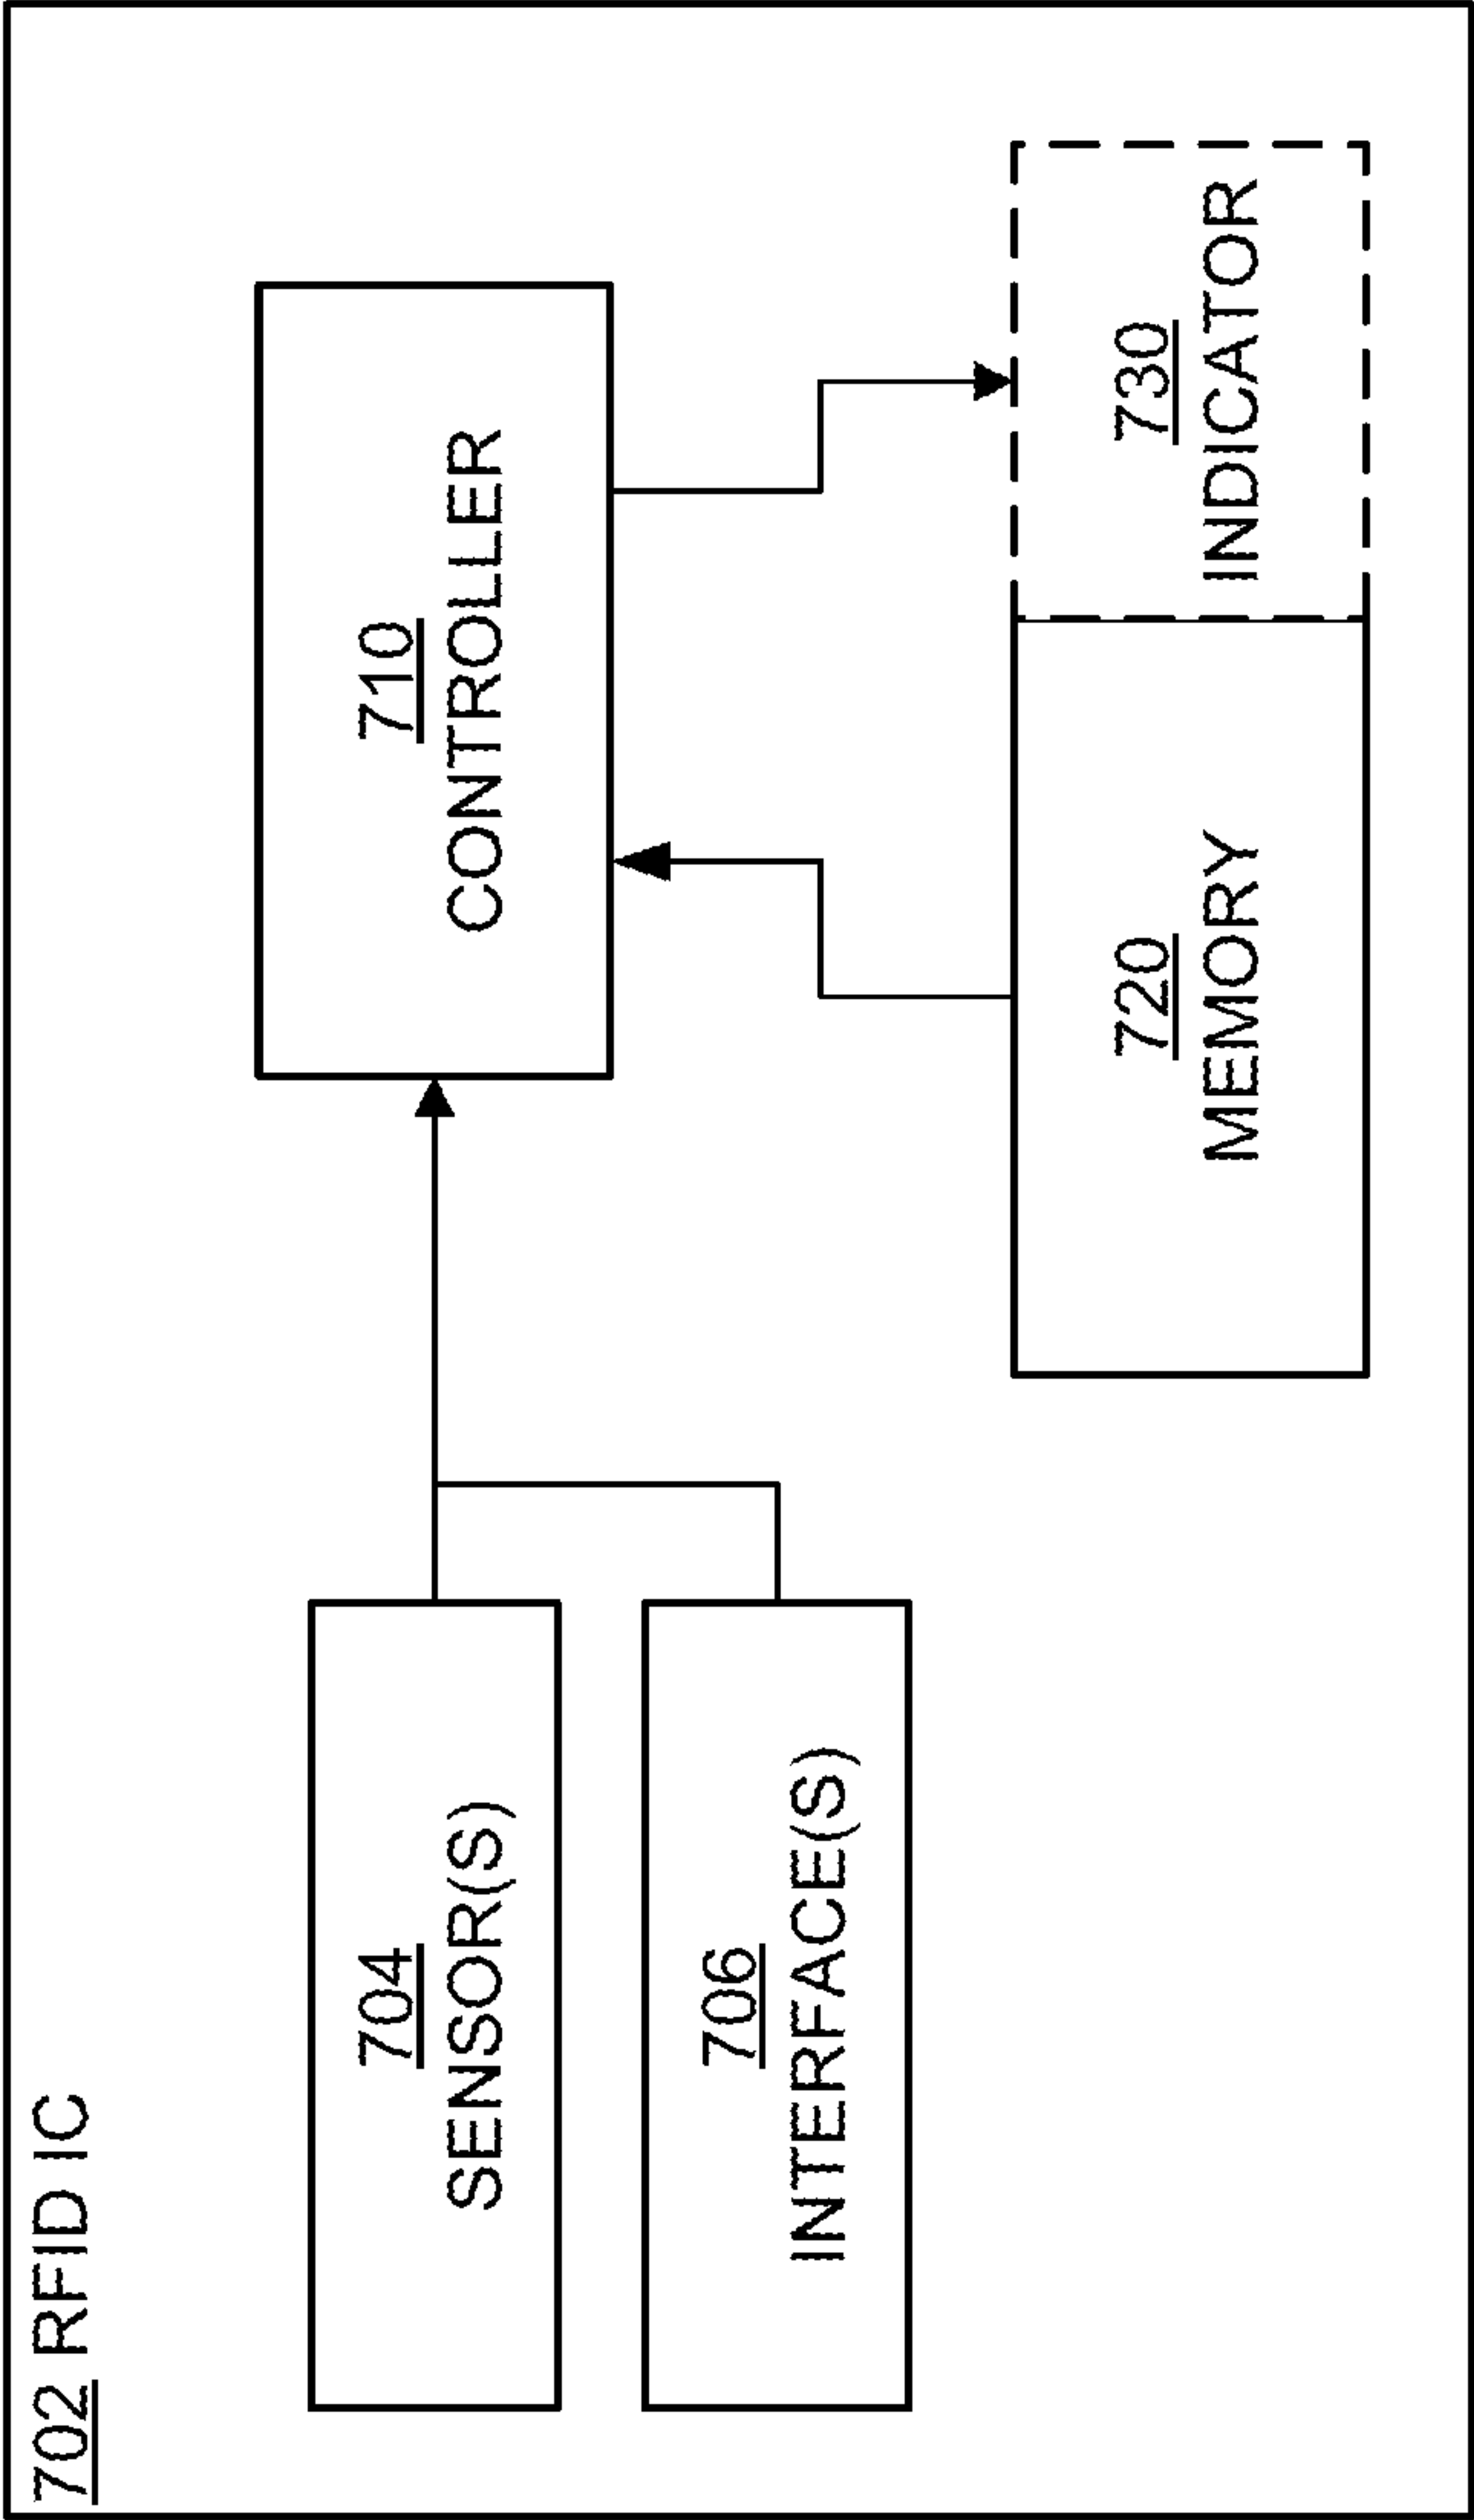 702 RFID IC
704
SENSOR(S)
706
INTERFACE(S)
710
CONTROLLER
720
MEMORY
730
INDICATOR